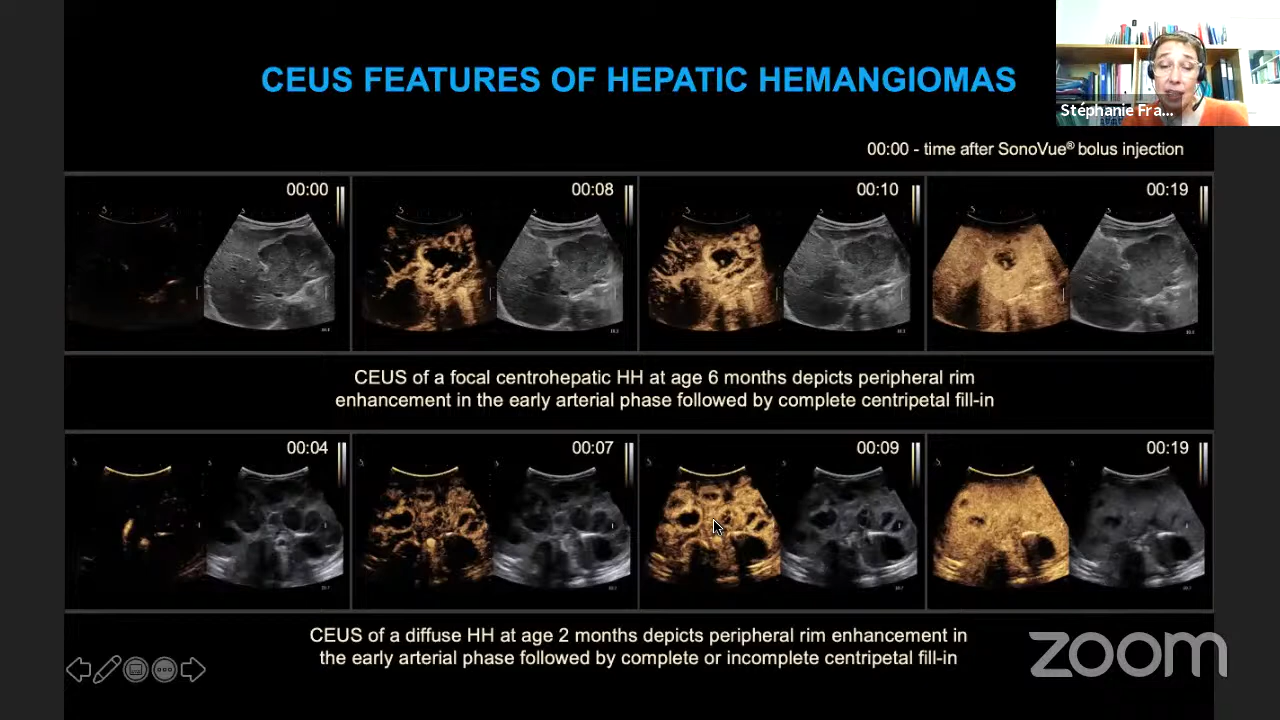 CEUS FEATURES OF HEPATIC HEMANGIOMAS
Stéphanie Fra...
00:00 - time after SonoVue® bolus injection
00:00
00:08
00:10
00:19
CEUS of a focal centrohepatic HH at age 6 months depicts peripheral rim
enhancement in the early arterial phase followed by complete centripetal fill-in
00:04
00:07
00:09
00:19
CEUS of a diffuse HH at age 2 months depicts peripheral rim enhancement in
the early arterial phase followed by complete or incomplete centripetal fill-in
zoom